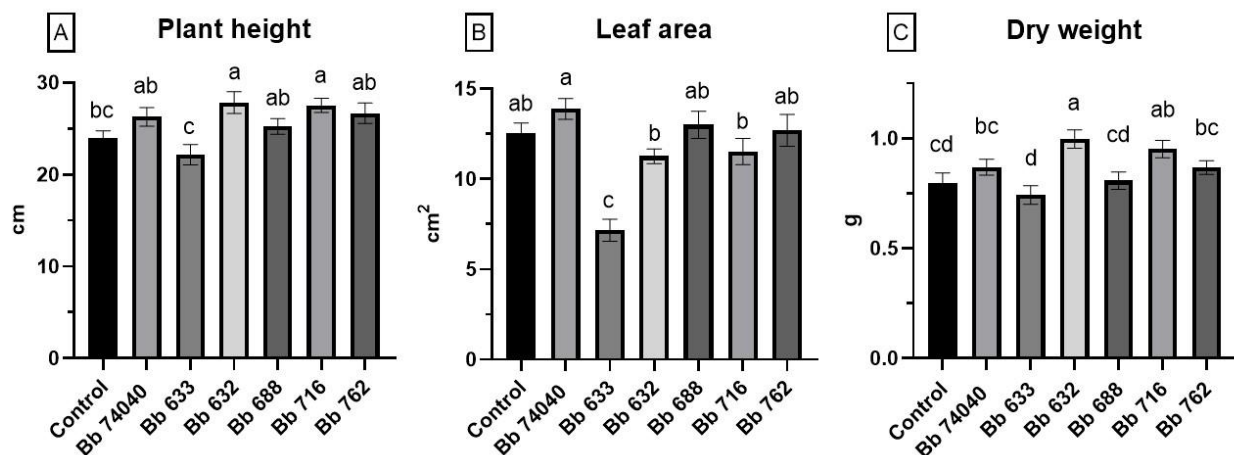 A Plant height
30
20
10
0
cm
bc
ab
c
a
ab
a
ab
Control
Bb 74040
Bb 633
Bb 632
Bb 688
Bb 716
Bb 762
B Leaf area
15
10
5
0
cm²
ab
a
c
b
ab
b
ab
Control
Bb 74040
Bb 633
Bb 632
Bb 688
Bb 716
Bb 762
C Dry weight
1.0
0.5
0.0
g
cd
bc
d
a
cd
ab
bc
Control
Bb 74040
Bb 633
Bb 632
Bb 688
Bb 716
Bb 762